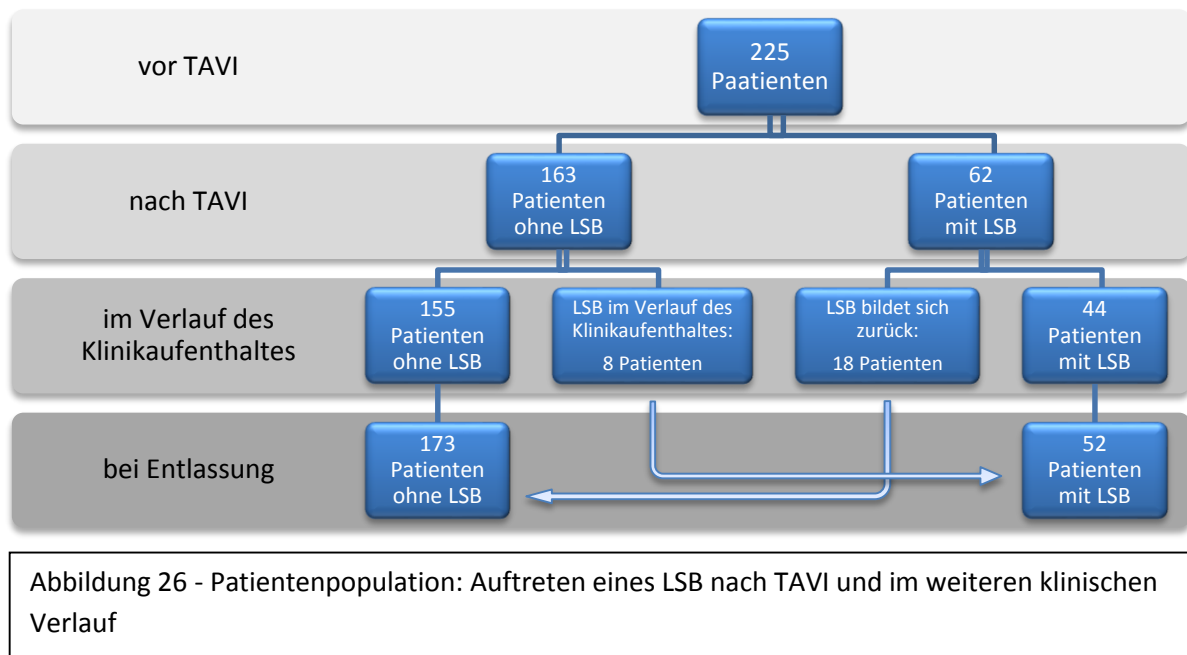 vor TAVI
225
Paatienten
nach TAVI
163
Patienten
ohne LSB
62
Patienten
mit LSB
im Verlauf des
Klinikaufenthaltes
155
Patienten
ohne LSB
LSB im Verlauf des
Klinikaufenthaltes:
8 Patienten
LSB bildet sich
zurück:
18 Patienten
44
Patienten
mit LSB
bei Entlassung
173
Patienten
ohne LSB
52
Patienten
mit LSB
Abbildung 26 - Patientenpopulation: Auftreten eines LSB nach TAVI und im weiteren klinischen
Verlauf